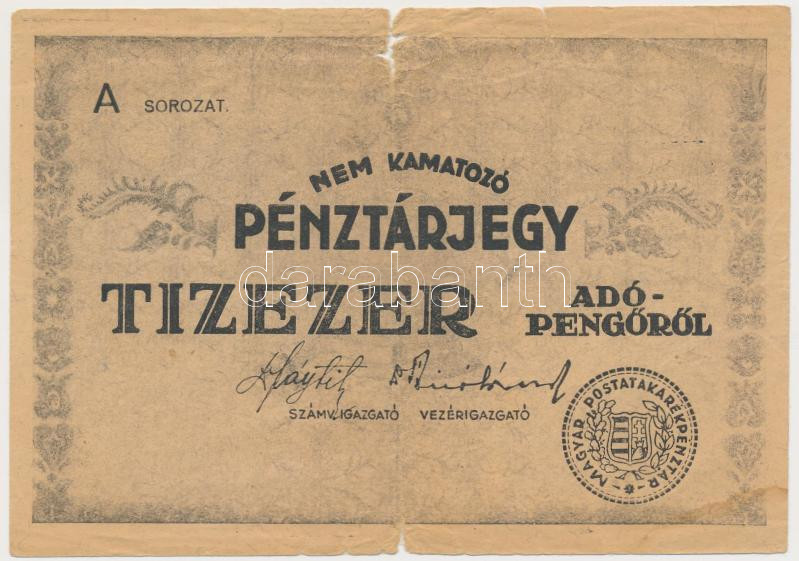 A SOROZAT.
NEM KAMATOZÓ
PÉNZTÁRJEGY
TIZEZER ADÓ-
PENGŐRŐL
darabanth
SZÁMV. IGAZGATÓ VEZÉRIGAZGATÓ
MAGYAR POSTATAKARÉKPÉNZTÁR